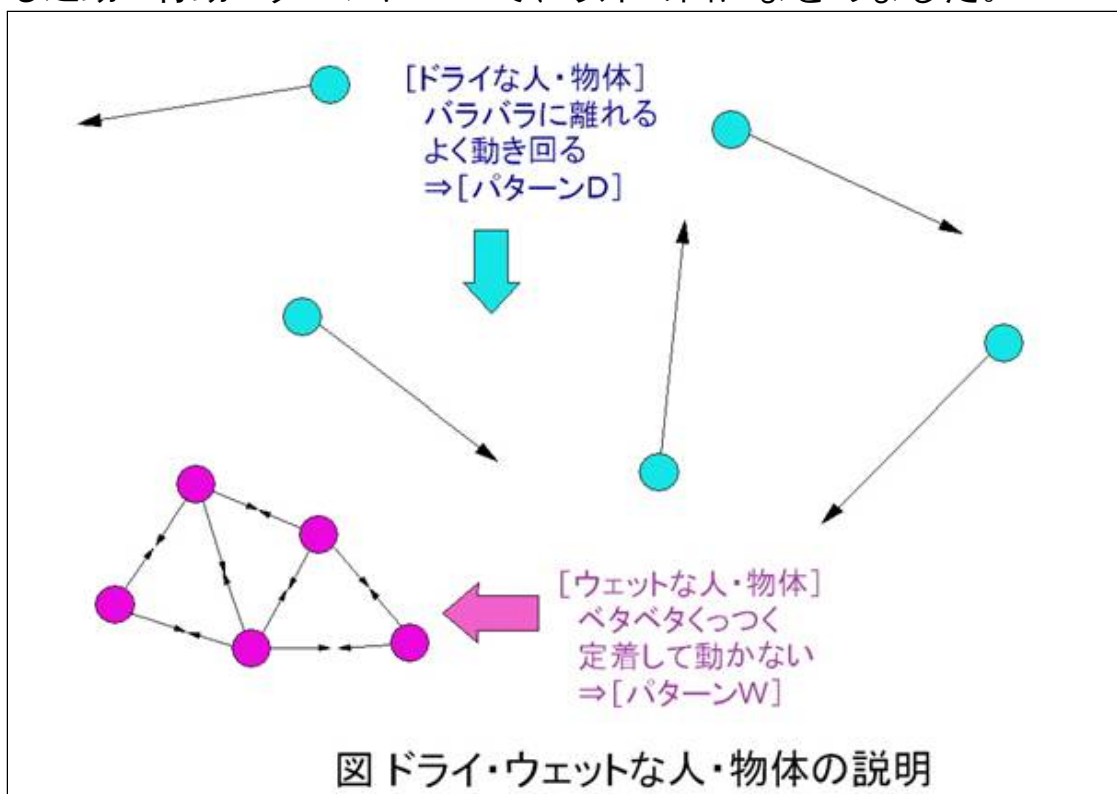 [ドライな人・物体]
バラバラに離れる
よく動き回る
⇒[パターンD]
[ウェットな人・物体]
ベタベタくっつく
定着して動かない
⇒[パターンW]
図 ドライ・ウェットな人・物体の説明